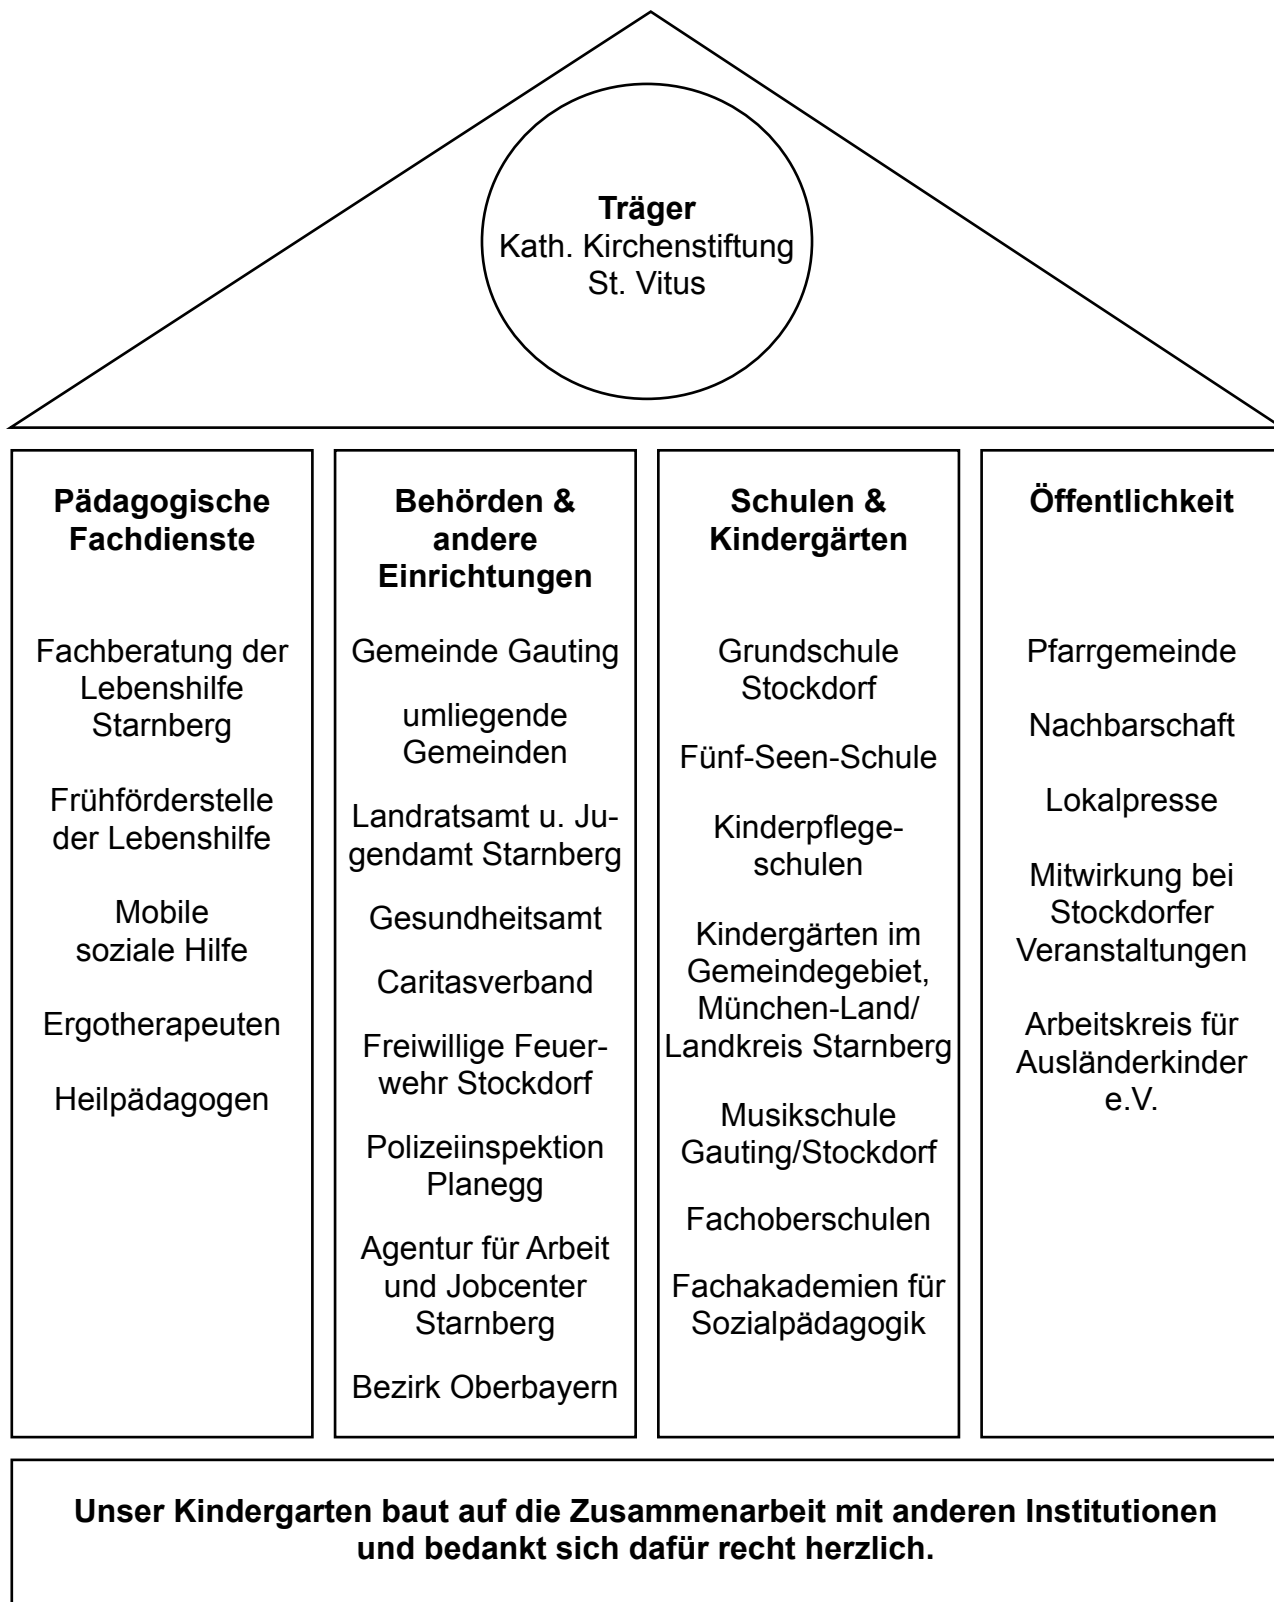 Träger
Kath. Kirchenstiftung
St. Vitus
Pädagogische
Fachdienste
Fachberatung der
Lebenshilfe
Starnberg
Frühförderstelle
der Lebenshilfe
Mobile
soziale Hilfe
Ergotherapeuten
Heilpädagogen
Behörden &
andere
Einrichtungen
Gemeinde Gauting
umliegende
Gemeinden
Landratsamt u. Ju-
gendamt Starnberg
Gesundheitsamt
Caritasverband
Freiwillige Feuer-
wehr Stockdorf
Polizeiinspektion
Planegg
Agentur für Arbeit
und Jobcenter
Starnberg
Bezirk Oberbayern
Schulen &
Kindergärten
Grundschule
Stockdorf
Fünf-Seen-Schule
Kinderpflege-
schulen
Kindergärten im
Gemeindegebiet,
München-Land/
Landkreis Starnberg
Musikschule
Gauting/Stockdorf
Fachoberschulen
Fachakademien für
Sozialpädagogik
Öffentlichkeit
Pfarrgemeinde
Nachbarschaft
Lokalpresse
Mitwirkung bei
Stockdorfer
Veranstaltungen
Arbeitskreis für
Ausländerkinder
e.V.
Unser Kindergarten baut auf die Zusammenarbeit mit anderen Institutionen
und bedankt sich dafür recht herzlich.